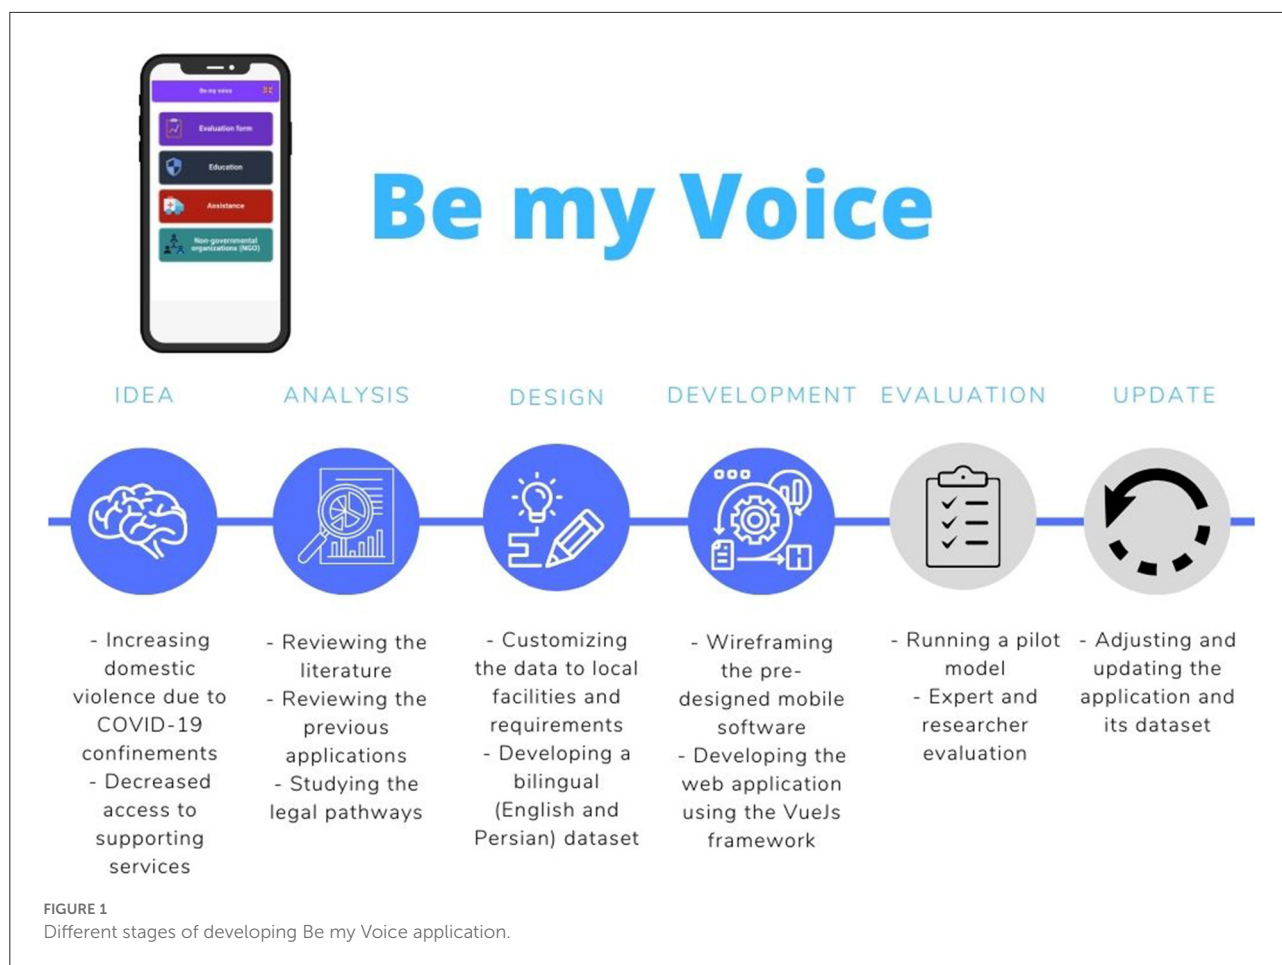 Be my voice
Evaluation form
Education
Assistance
Non-governmental
organizations (NGO)
Be my Voice
IDEA
ANALYSIS
DESIGN
DEVELOPMENT
EVALUATION
UPDATE
- Increasing
domestic
violence due to
COVID-19
confinements
- Decreased
access to
supporting
services
- Reviewing the
literature
- Reviewing the
previous
applications
- Studying the
legal pathways
- Customizing
the data to local
facilities and
requirements
- Developing a
bilingual
(English and
Persian) dataset
- Wireframing
the pre-
designed mobile
software
- Developing the
web application
using the VueJs
framework
- Running a pilot
model
- Expert and
researcher
evaluation
- Adjusting and
updating the
application and
its dataset
FIGURE 1
Different stages of developing Be my Voice application.